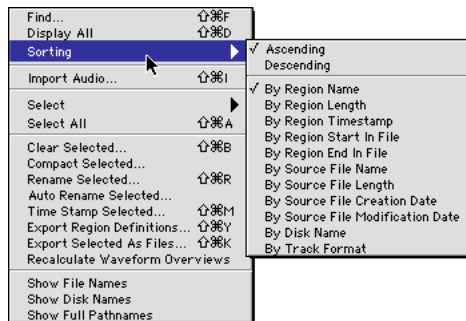 Find... ⇧⌘F
Display All ⇧⌘D
Sorting
Import Audio... ⇧⌘I
Select
Select All ⇧⌘A
Clear Selected... ⇧⌘B
Compact Selected...
Rename Selected... ⇧⌘R
Auto Rename Selected...
Time Stamp Selected... ⇧⌘M
Export Region Definitions... ⇧⌘Y
Export Selected As Files... ⇧⌘K
Recalculate Waveform Overviews
Show File Names
Show Disk Names
Show Full Pathnames
✓ Ascending
Descending
✓ By Region Name
By Region Length
By Region Timestamp
By Region Start In File
By Region End In File
By Source File Name
By Source File Length
By Source File Creation Date
By Source File Modification Date
By Disk Name
By Track Format